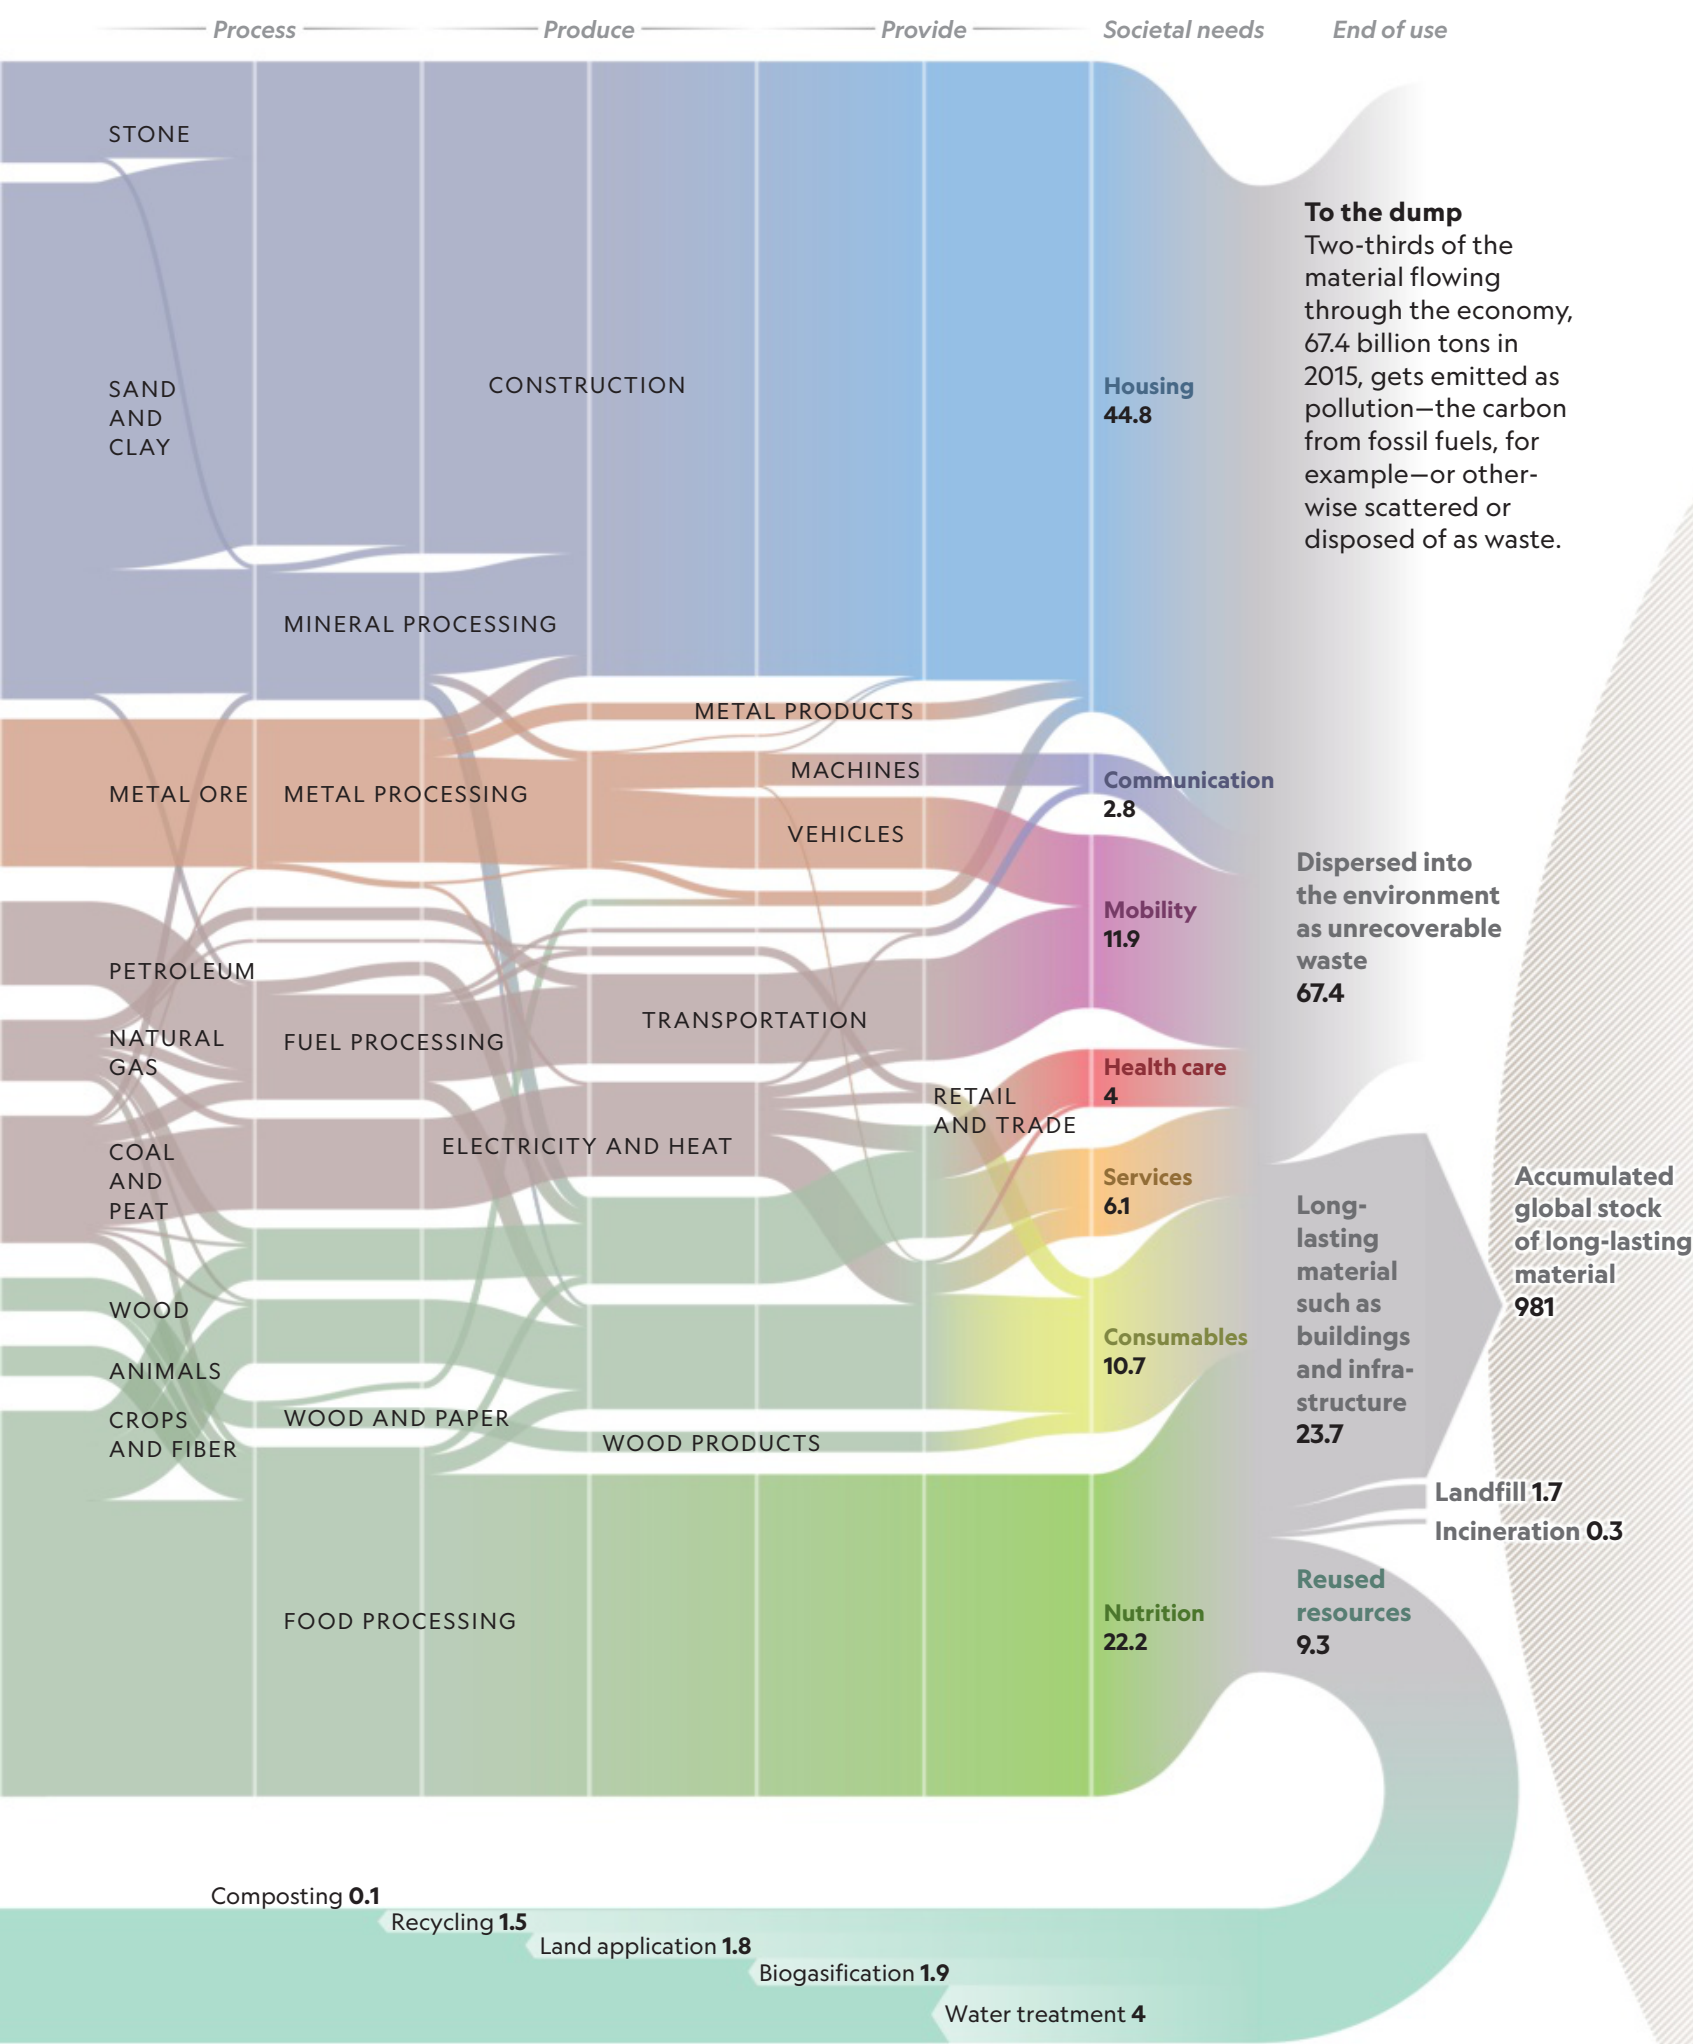 Process
Produce
Provide
Societal needs
End of use
STONE
SAND
AND
CLAY
METAL ORE
PETROLEUM
NATURAL
GAS
COAL
AND
PEAT
WOOD
ANIMALS
CROPS
AND FIBER
MINERAL PROCESSING
METAL PROCESSING
FUEL PROCESSING
WOOD AND PAPER
FOOD PROCESSING
CONSTRUCTION
ELECTRICITY AND HEAT
METAL PRODUCTS
MACHINES
VEHICLES
TRANSPORTATION
WOOD PRODUCTS
RETAIL
AND TRADE
Housing
44.8
Communication
2.8
Mobility
11.9
Health care
4
Services
6.1
Consumables
10.7
Nutrition
22.2
To the dump
Two-thirds of the
material flowing
through the economy,
67.4 billion tons in
2015, gets emitted as
pollution—the carbon
from fossil fuels, for
example—or other-
wise scattered or
disposed of as waste.
Dispersed into
the environment
as unrecoverable
waste
67.4
Long-
lasting
material
such as
buildings
and infra-
structure
23.7
Accumulated
global stock
of long-lasting
material
981
Landfill 1.7
Incineration 0.3
Reused
resources
9.3
Composting 0.1
Recycling 1.5
Land application 1.8
Biogasification 1.9
Water treatment 4